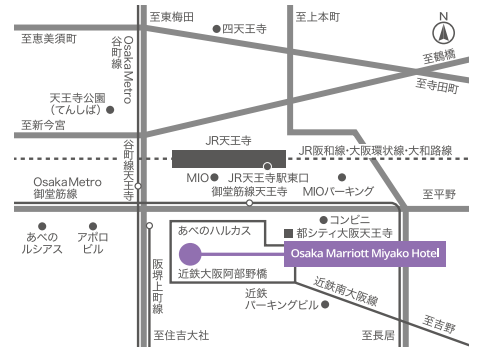 至東梅田
至上本町
N
四天王寺
至恵美須町
Osaka Metro
谷町線
至鶴橋
至寺田町
天王寺公園
(てんしば)
至新今宮
JR天王寺
JR阪和線・大阪環状線・大和路線
谷町線天王寺
MIO
JR天王寺駅東口
Osaka Metro
御堂筋線
御堂筋線天王寺
MIOパーキング
至平野
コンビニ
あべの
ルシアス
アポロ
ビル
あべのハルカス
都シティ大阪天王寺
Osaka Marriott Miyako Hotel
阪堺上町線
近鉄大阪阿部野橋
近鉄南大阪線
近鉄
パーキングビル
至吉野
至住吉大社
至長居